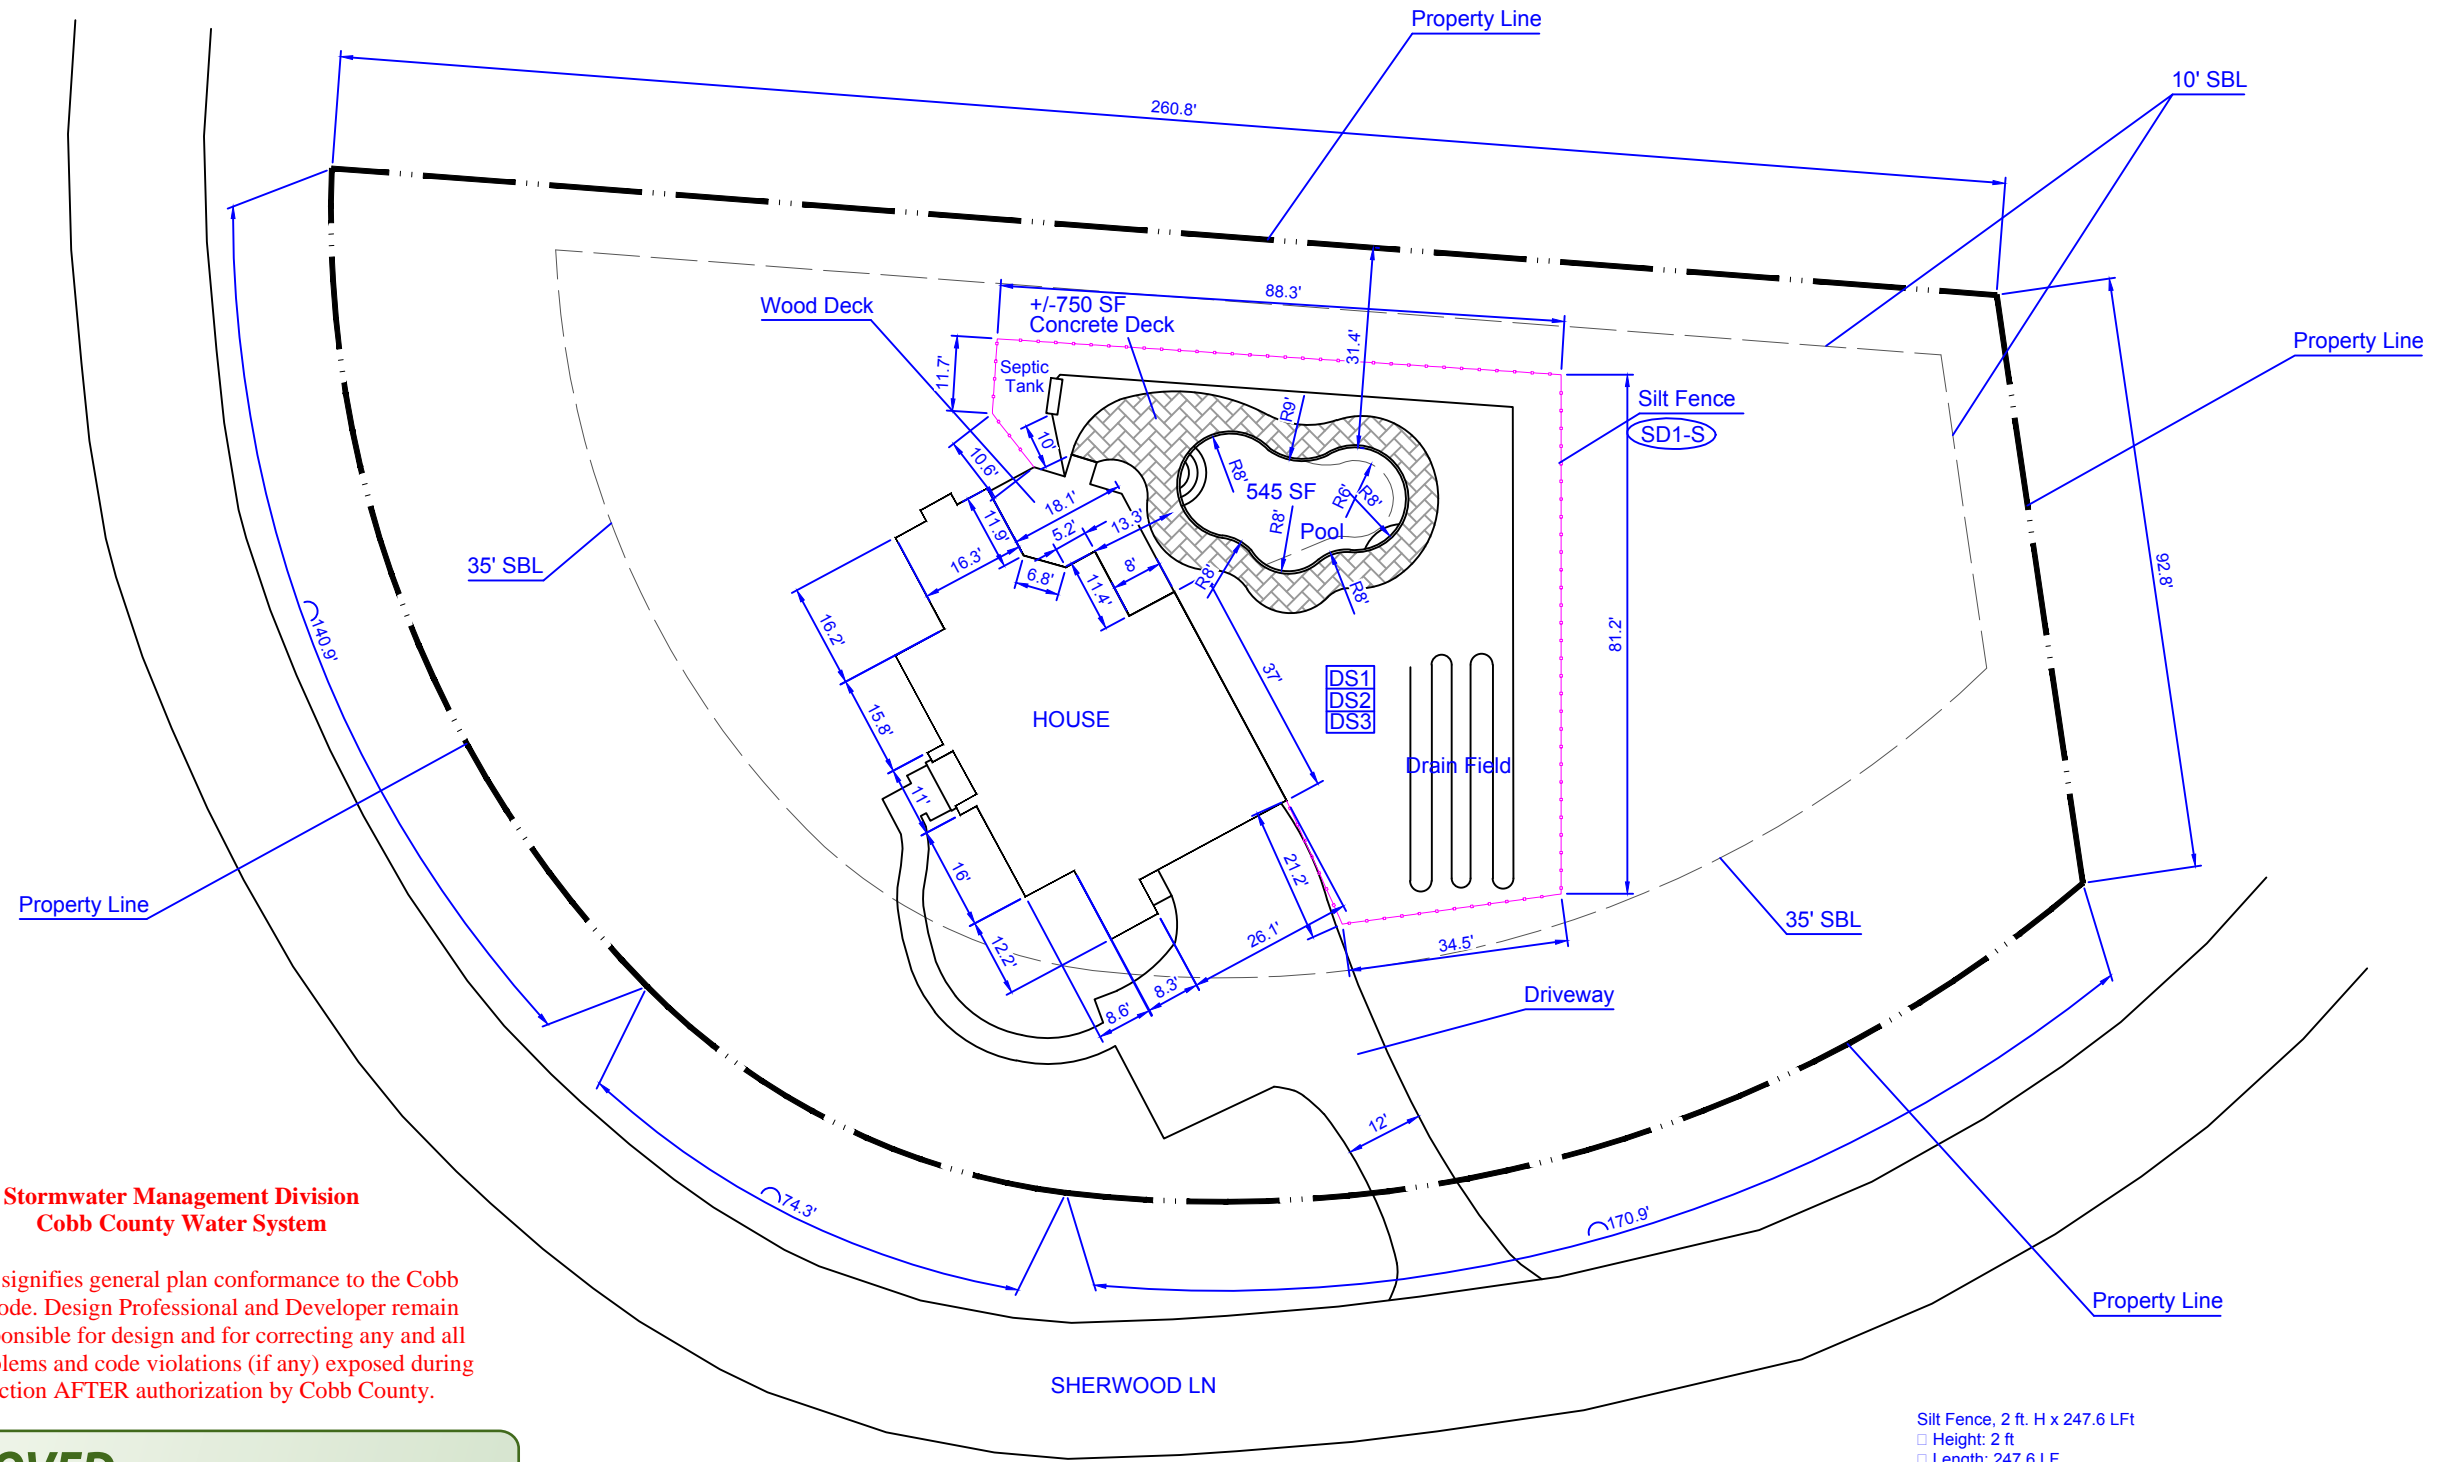 Property Line
10' SBL
260.8'
Wood Deck
+/-750 SF
Concrete Deck
88.3'
31.4'
Property Line
11.7'
Septic
Tank
Silt Fence
SD1-S
R9'
10'
10.6'
R8'
545 SF
R6'
R8'
18.1'
11.9'
5.2'
13.3'
R8'
Pool
35' SBL
16.3'
6.8'
8'
11.4'
R8'
R8'
92.8'
140.9'
16.2'
81.2'
37'
DS1
DS2
DS3
15.8'
HOUSE
Drain Field
11'
16'
21.2'
Property Line
35' SBL
12.2'
26.1'
34.5'
8.3'
8.6'
Driveway
12'
74.3'
170.9'
Property Line
SHERWOOD LN
Stormwater Management Division
Cobb County Water System
signifies general plan conformance to the Cobb
ode. Design Professional and Developer remain
onsible for design and for correcting any and all
lems and code violations (if any) exposed during
ction AFTER authorization by Cobb County.
OVED
Silt Fence, 2 ft. H x 247.6 LFt
□ Height: 2 ft
□ Length: 247.6 LF